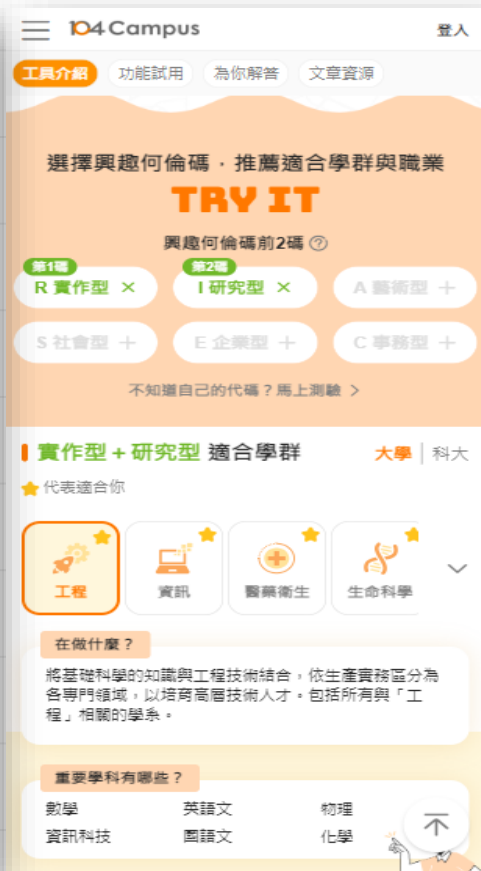 104 Campus
登入
工具介紹 功能試用 為你解答 文章資源
選擇興趣何倫碼・推薦適合學群與職業
TRY IT
興趣何倫碼前2碼 ?
第1碼 第2碼
R 實作型 × I 研究型 × A 藝術型 +
S 社會型 + E 企業型 + C 事務型 +
不知道自己的代碼？馬上測驗 >
實作型+研究型 適合學群 大學 | 科大
代表適合你
工程 資訊 醫藥衛生 生命科學
在做什麼？
將基礎科學的知識與工程技術結合，依生產實務區分為
各專門領域，以培育高層技術人才。包括所有與「工
程」相關的學系。
重要學科有哪些？
數學 英語文 物理
資訊科技 國語文 化學